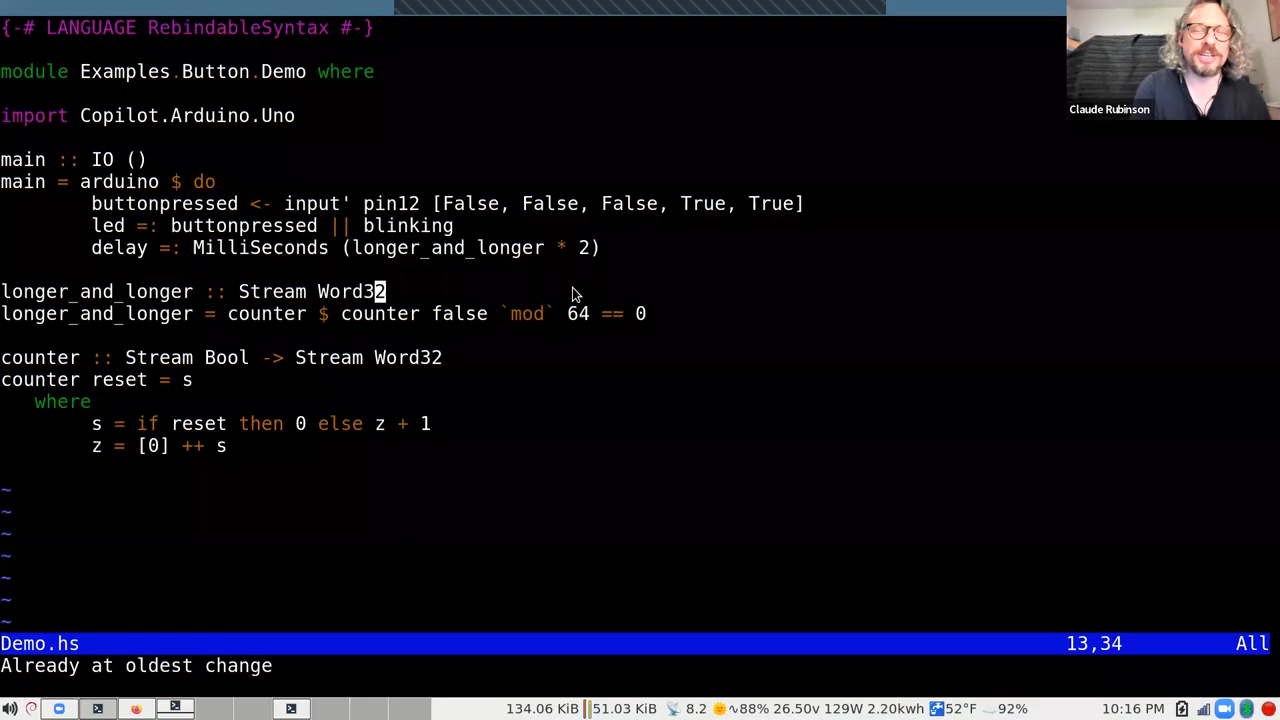 {-# LANGUAGE RebindableSyntax #-}
module Examples.Button.Demo where
import Copilot.Arduino.Uno
main :: IO ()
main = arduino $ do
        buttonpressed <- input' pin12 [False, False, False, True, True]
        led =: buttonpressed || blinking
        delay =: MilliSeconds (longer_and_longer * 2)
longer_and_longer :: Stream Word32
longer_and_longer = counter $ counter false `mod` 64 == 0
counter :: Stream Bool -> Stream Word32
counter reset = s
   where
        s = if reset then 0 else z + 1
        z = [0] ++ s
~
~
~
~
~
~
~
Demo.hs 13,34 All
Already at oldest change
Claude Rubinson
134.06 KiB 51.03 KiB 8.2 ∿88% 26.50v 129W 2.20kwh 52°F 92% 10:16 PM